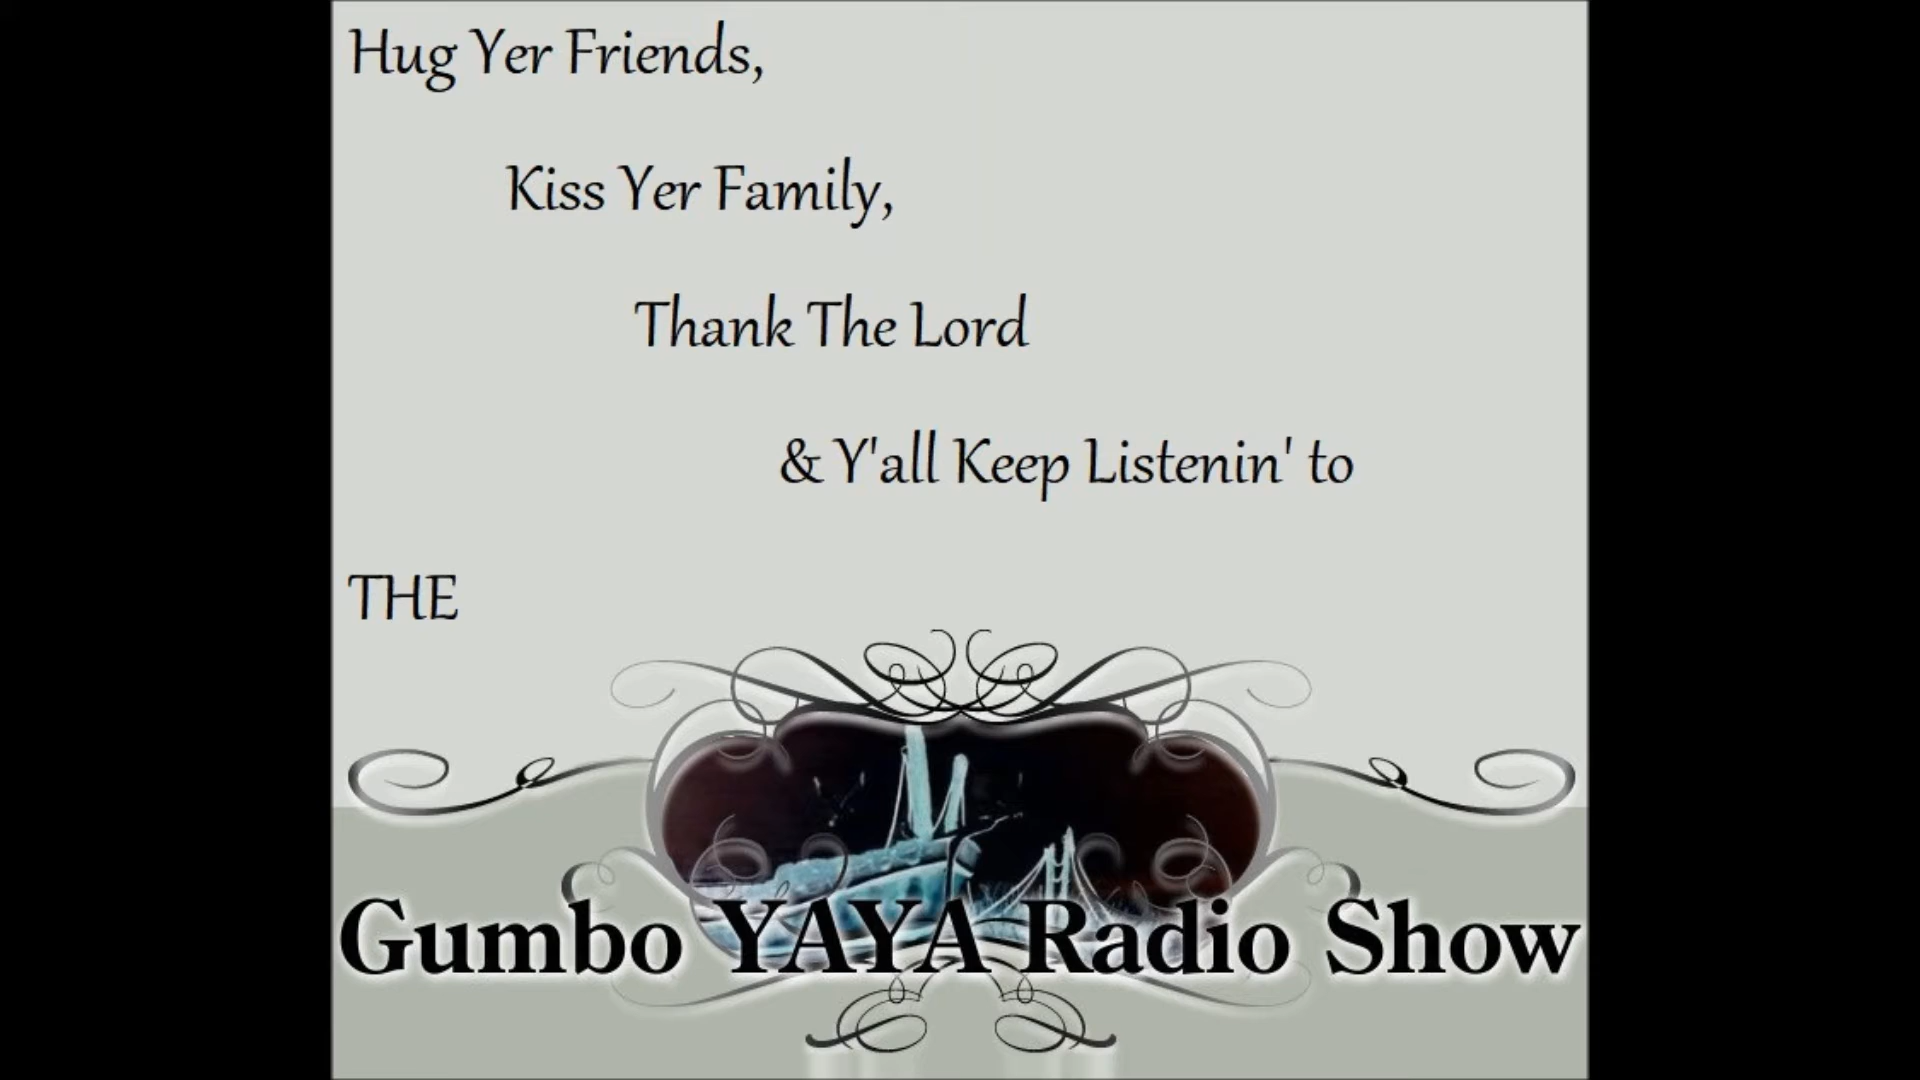 Hug Yer Friends,
Kiss Yer Family,
Thank The Lord
& Y'all Keep Listenin' to
THE
Gumbo YAYA Radio Show